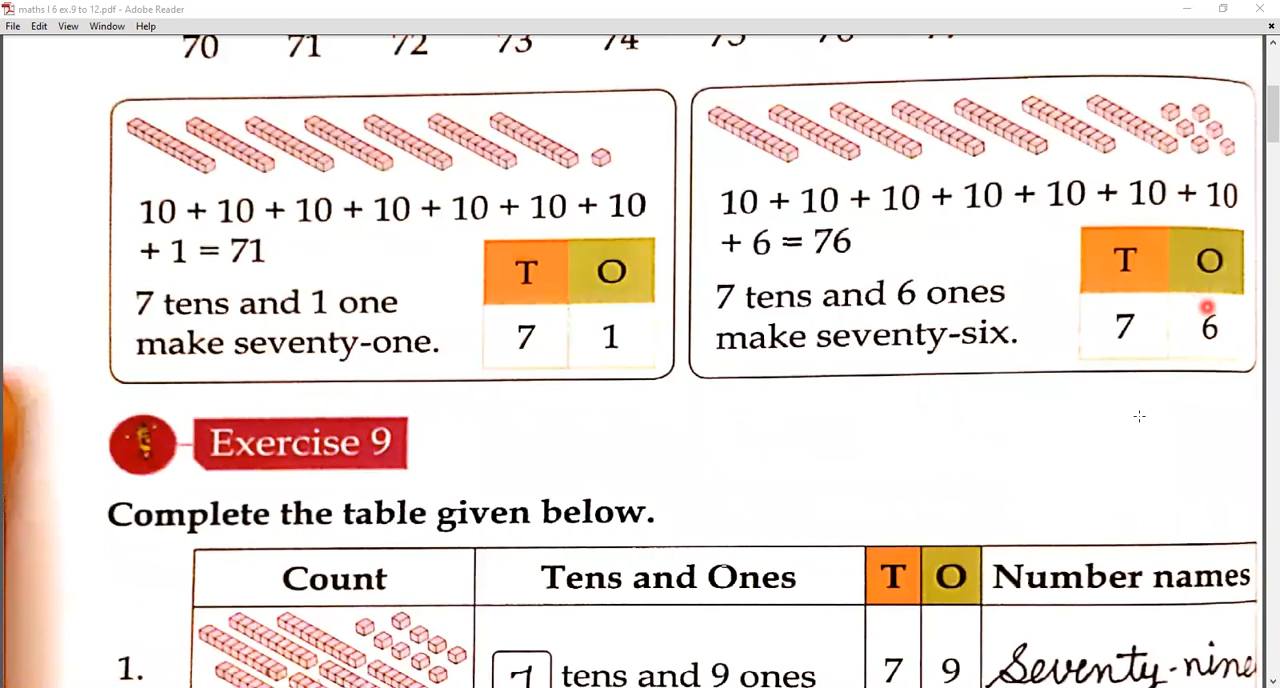 maths l 6 ex.9 to 12.pdf - Adobe Reader
File Edit View Window Help
70 71 72 73 74
10 + 10 + 10 + 10 + 10 + 10 + 10
+ 1 = 71
T O
7 tens and 1 one
make seventy-one.
7 1
10 + 10 + 10 + 10 + 10 + 10 + 10
+ 6 = 76
T O
7 tens and 6 ones
make seventy-six.
7 6
Exercise 9
Complete the table given below.
Count Tens and Ones T O Number names
1. 7 tens and 9 ones 7 9 Seventy-nine